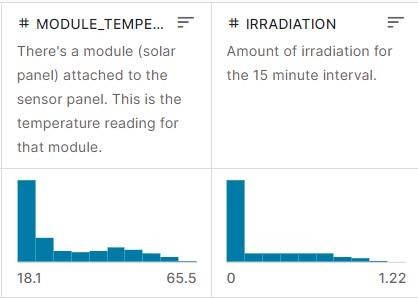 # MODULE_TEMPE...
There's a module (solar
panel) attached to the
sensor panel. This is the
temperature reading for
that module.
18.1 65.5
# IRRADIATION
Amount of irradiation for
the 15 minute interval.
0 1.22